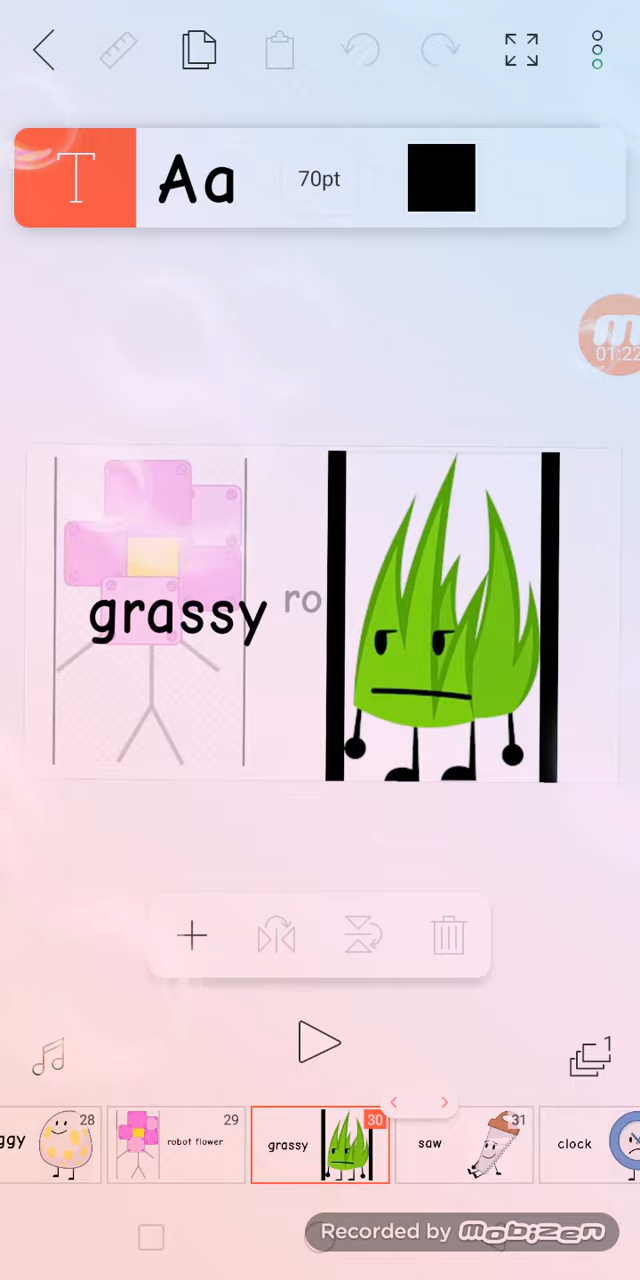 T Aa 70pt
m
01:22
grassy ro
1
ggy 28
robot flower 29
grassy 30
saw 31
clock
Recorded by mobizen